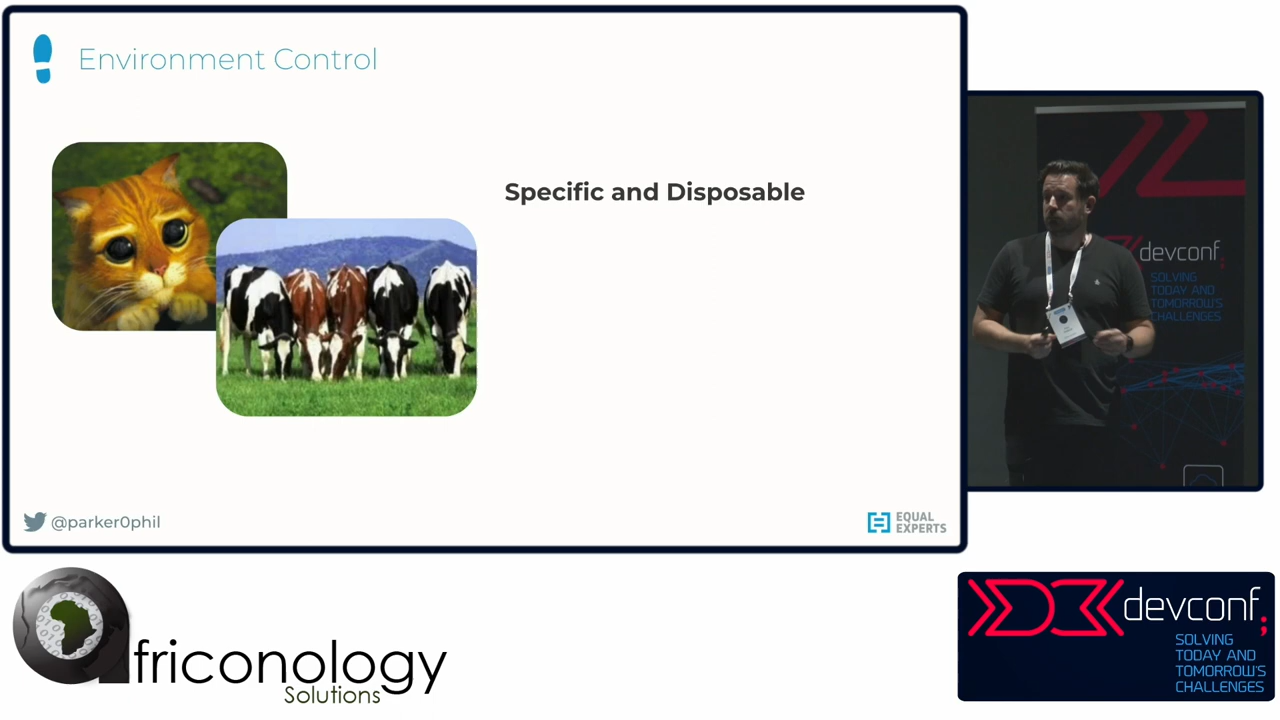 Environment Control
Specific and Disposable
@parker0phil
EQUAL
EXPERTS
devconf;
SOLVING
TODAY AND
TOMORROW'S
CHALLENGES
africonology
Solutions
devconf;
SOLVING
TODAY AND
TOMORROW'S
CHALLENGES